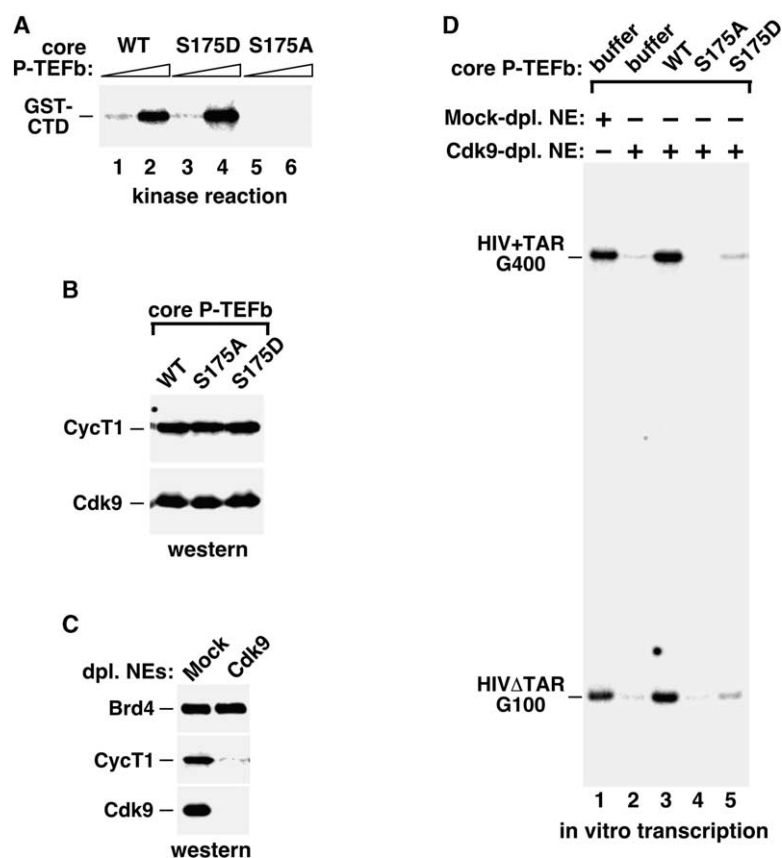 A
core WT S175D S175A
P-TEFb:
GST-
CTD
1 2 3 4 5 6
kinase reaction
B
core P-TEFb
WT S175A S175D
CycT1
Cdk9
western
C
dpl. NEs: Mock Cdk9
Brd4
CycT1
Cdk9
western
D
core P-TEFb: buffer buffer WT S175A S175D
Mock-dpl. NE: + − − − −
Cdk9-dpl. NE: − + + + +
HIV+TAR
G400
HIVΔTAR
G100
1 2 3 4 5
in vitro transcription